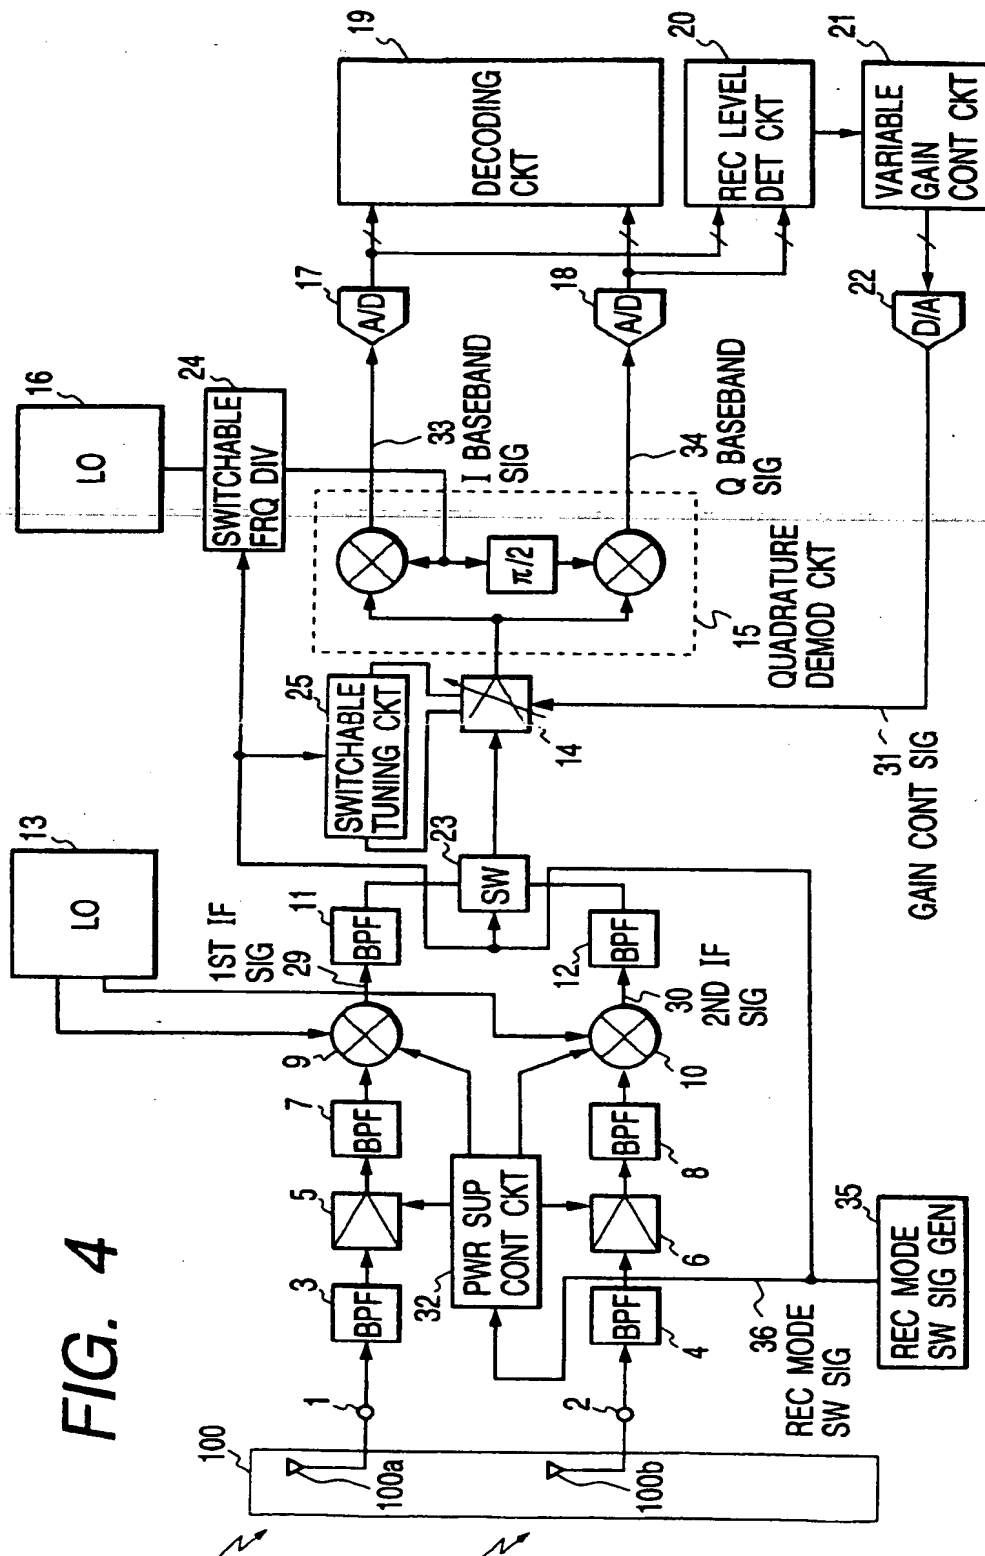 FIG. 4
100
100a
100b
1
2
3
BPF
4
BPF
5
6
7
BPF
8
BPF
PWR SUP
CONT CKT
32
9
10
13
LO
1ST IF
SIG
29
30
2ND IF
SIG
11
BPF
12
BPF
23
SW
25
SWITCHABLE
TUNING CKT
14
16
LO
24
SWITCHABLE
FRQ DIV
π/2
15
QUADRATURE
DEMOD CKT
33
I BASEBAND
SIG
34
Q BASEBAND
SIG
17
A/D
18
A/D
19
DECODING
CKT
20
REC LEVEL
DET CKT
21
VARIABLE
GAIN
CONT CKT
22
D/A
31
GAIN CONT SIG
35
REC MODE
SW SIG GEN
36
REC MODE
SW SIG